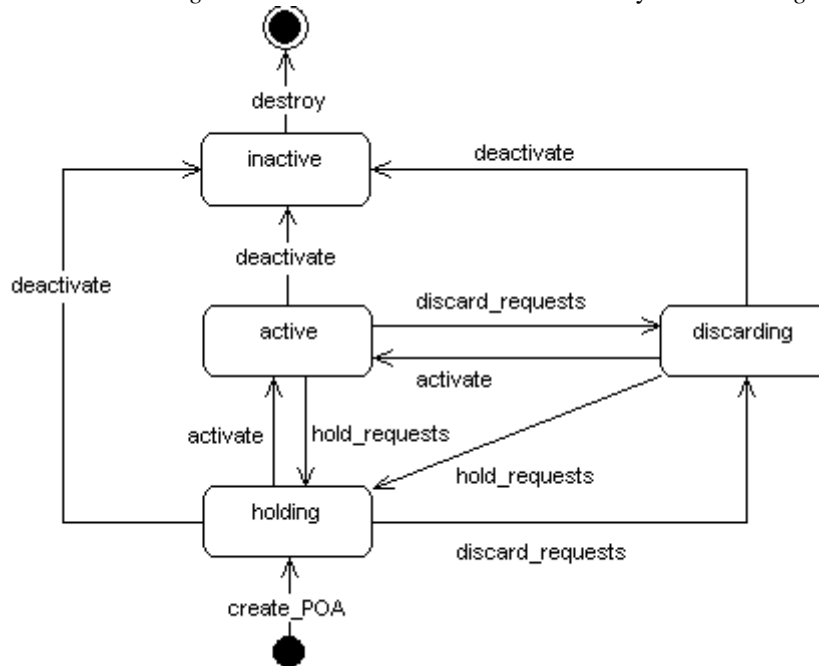 destroy
inactive
deactivate
deactivate
deactivate
discard_requests
active
discarding
activate
activate
hold_requests
hold_requests
holding
discard_requests
create_POA